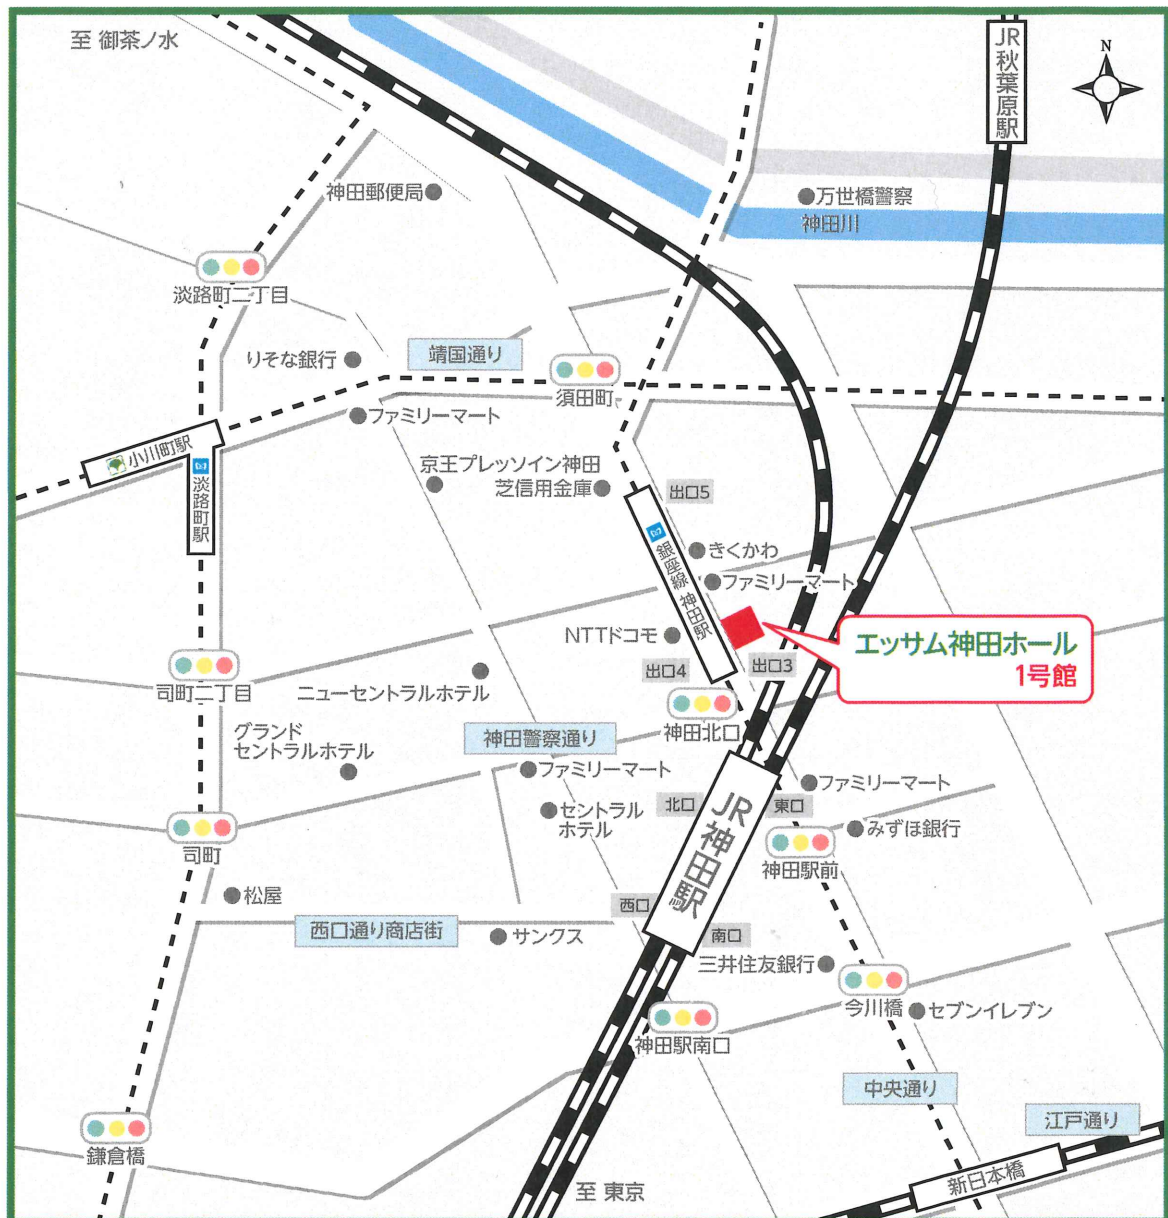 至 御茶ノ水
JR秋葉原駅
N
神田郵便局
万世橋警察
神田川
淡路町二丁目
りそな銀行
靖国通り
須田町
ファミリーマート
小川町駅
淡路町駅
京王プレッソイン神田
芝信用金庫
出口5
銀座線 神田駅
きくかわ
ファミリーマート
NTTドコモ
出口4
出口3
エッサム神田ホール
1号館
司町二丁目
ニューセントラルホテル
神田北口
グランド
セントラルホテル
神田警察通り
ファミリーマート
セントラル
ホテル
北口
JR神田駅
東口
ファミリーマート
みずほ銀行
神田駅前
司町
松屋
西口
西口通り商店街
サンクス
南口
三井住友銀行
今川橋
セブンイレブン
神田駅南口
中央通り
江戸通り
鎌倉橋
新日本橋
至 東京